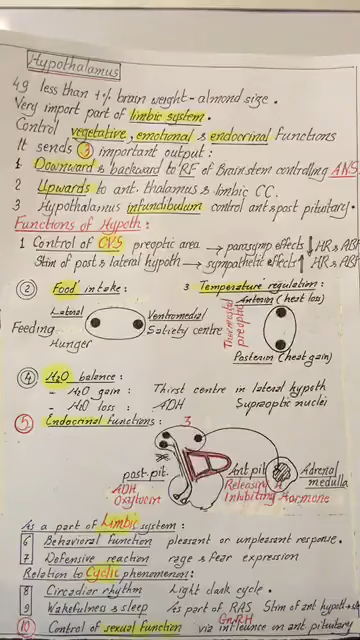 Hypothalamus
4g less than 1% brain weight - almond size.
Very import part of limbic system.
Control vegetative, emotional & endocrinal Functions
It sends 3 important output:
1 Downward & backward to RF of Brainstem controlling ANS
2 Upwards to ant. thalamus & limbic CC.
3 Hypothalamus infundibulum control ant & post pituitary.
Functions of Hypoth:
1 Control of CVS preoptic area → parasymp effects ↓ HR & ABP
Stim of post & lateral hypoth → sympathetic effects ↑ HR & ABP
2 Food intake:
3 Temperature regulation:
Anterior (heat loss)
Lateral
Ventromedial
Feeding
Satiety centre
Hunger
preoptic
Posterior (heat gain)
4 H2O balance:
- H2O gain: Thirst centre in lateral hypoth
- H2O loss: ADH Supraoptic nuclei
5 Endocrinal Functions:
3
post-pit
Ant pit
Adrenal
medulla
ADH
Oxytocin
Releasing H
Inhibiting Hormone
As a part of Limbic system:
6 Behavioral Function pleasant or unpleasant response.
7 Defensive reaction rage & fear expression
Relation to Cyclic phenomenon:
8 Circadian rhythm Light dark cycle.
9 Wakefulness & sleep As part of RAS Stim of ant hypoth →
GnRH
10 Control of sexual function via influence on ant pituitary